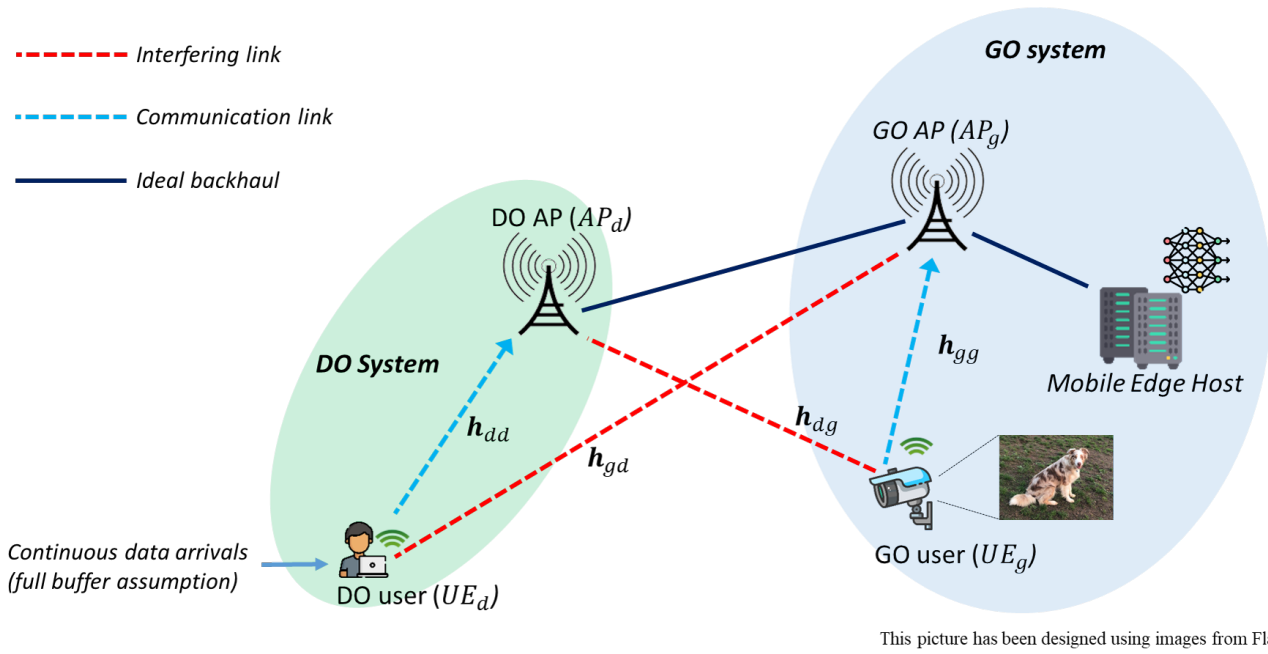 Interfering link
Communication link
Ideal backhaul
GO system
GO AP (AP_g)
DO AP (AP_d)
DO System
h_dd
h_gd
h_dg
h_gg
Mobile Edge Host
Continuous data arrivals
(full buffer assumption)
DO user (UE_d)
GO user (UE_g)
This picture has been designed using images from